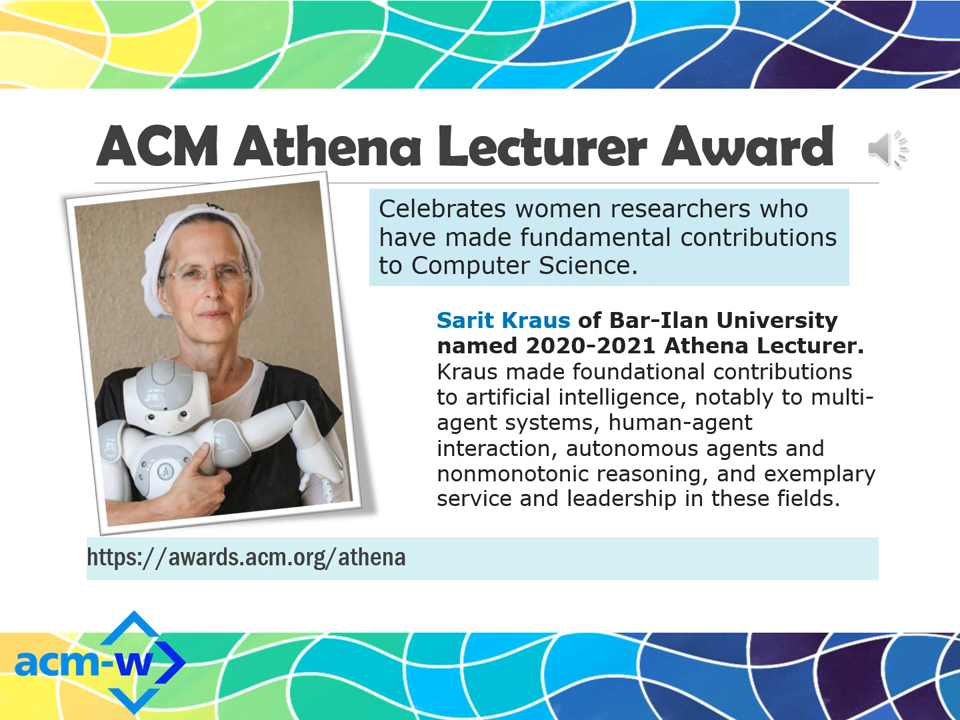 ACM Athena Lecturer Award
Celebrates women researchers who
have made fundamental contributions
to Computer Science.
Sarit Kraus of Bar-Ilan University
named 2020-2021 Athena Lecturer.
Kraus made foundational contributions
to artificial intelligence, notably to multi-
agent systems, human-agent
interaction, autonomous agents and
nonmonotonic reasoning, and exemplary
service and leadership in these fields.
https://awards.acm.org/athena
acm-w